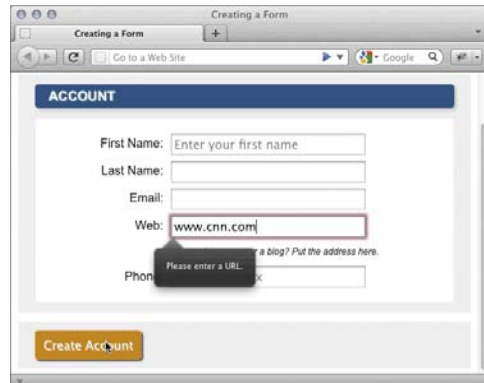 Creating a Form
Creating a Form
Go to a Web Site
Google
ACCOUNT
First Name: Enter your first name
Last Name:
Email:
Web: www.cnn.com
a blog? Put the address here.
Please enter a URL.
Phon
x
Create Account